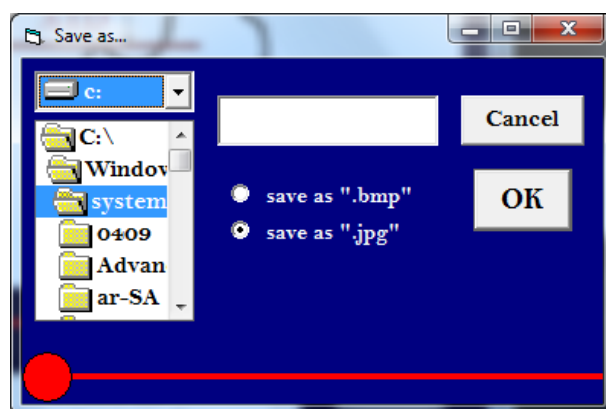 Save as...
c:
C:\
Windov
system
0409
Advan
ar-SA
save as ".bmp"
save as ".jpg"
Cancel
OK